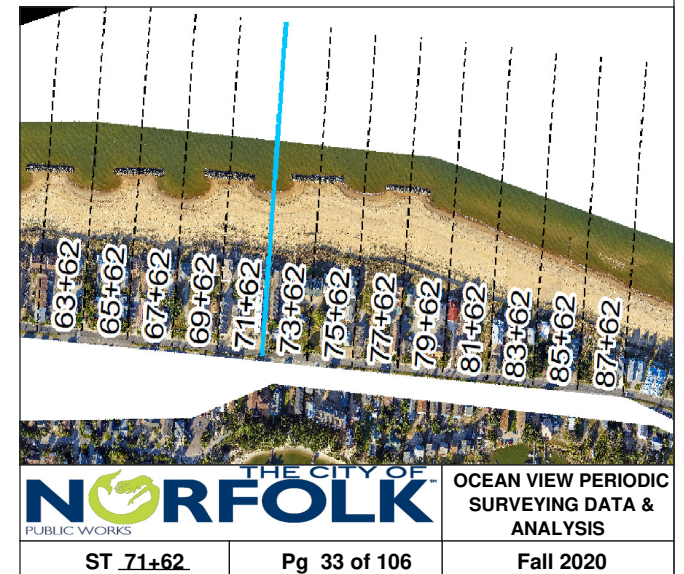 63+62
65+62
67+62
69+62
71+62
73+62
75+62
77+62
79+62
81+62
83+62
85+62
87+62
THE CITY OF
NORFOLK
PUBLIC WORKS
OCEAN VIEW PERIODIC
SURVEYING DATA &
ANALYSIS
ST 71+62
Pg 33 of 106
Fall 2020